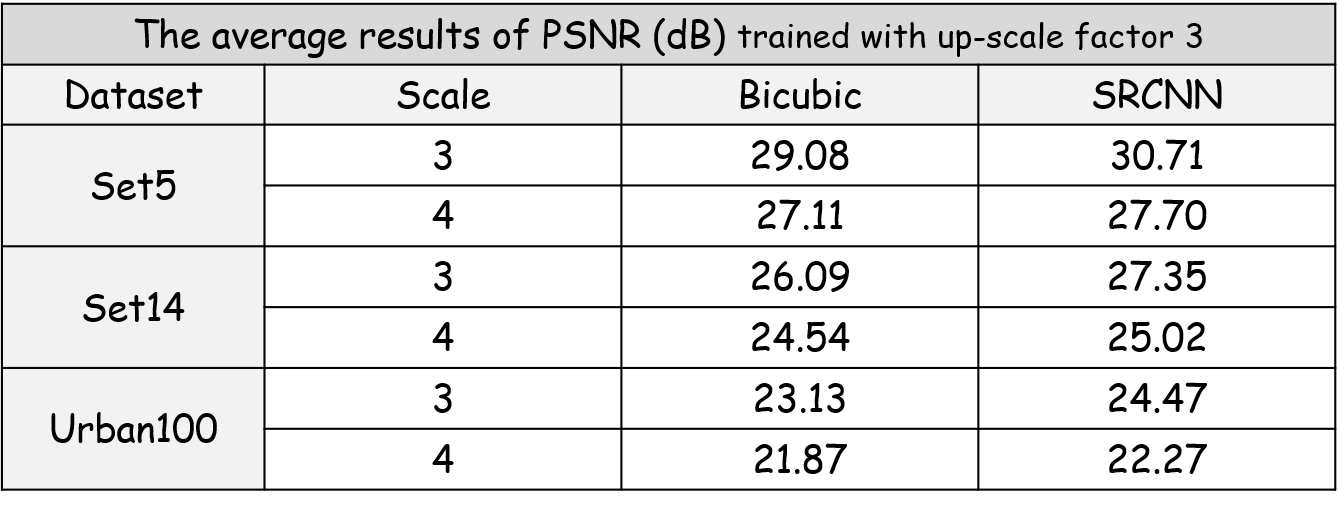 The average results of PSNR (dB) trained with up-scale factor 3
Dataset Scale Bicubic SRCNN
Set5
3 29.08 30.71
4 27.11 27.70
Set14
3 26.09 27.35
4 24.54 25.02
Urban100
3 23.13 24.47
4 21.87 22.27